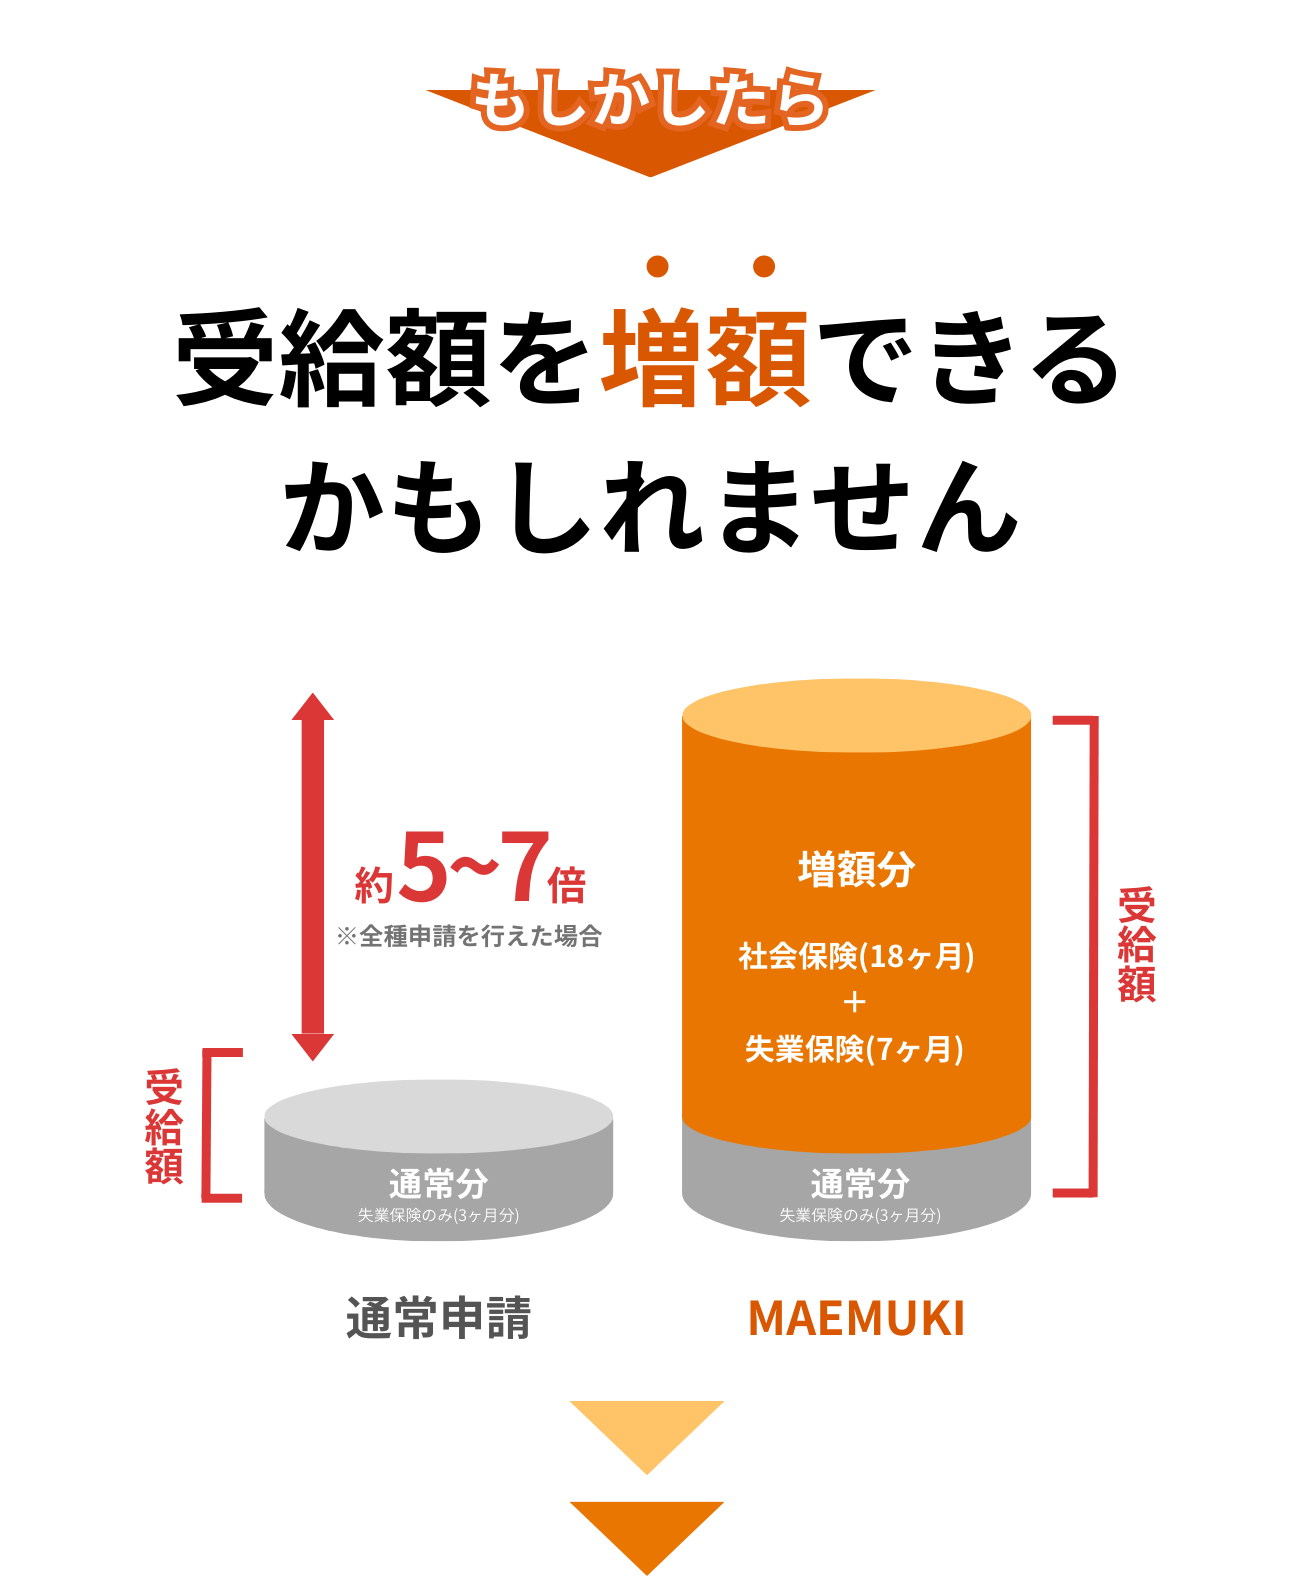 もしかしたら
受給額を増額できる
かもしれません
約5~7倍
※全種申請を行えた場合
増額分
社会保険(18ヶ月)
+
失業保険(7ヶ月)
受給額
受給額
通常分
失業保険のみ(3ヶ月分)
通常分
失業保険のみ(3ヶ月分)
通常申請
MAEMUKI